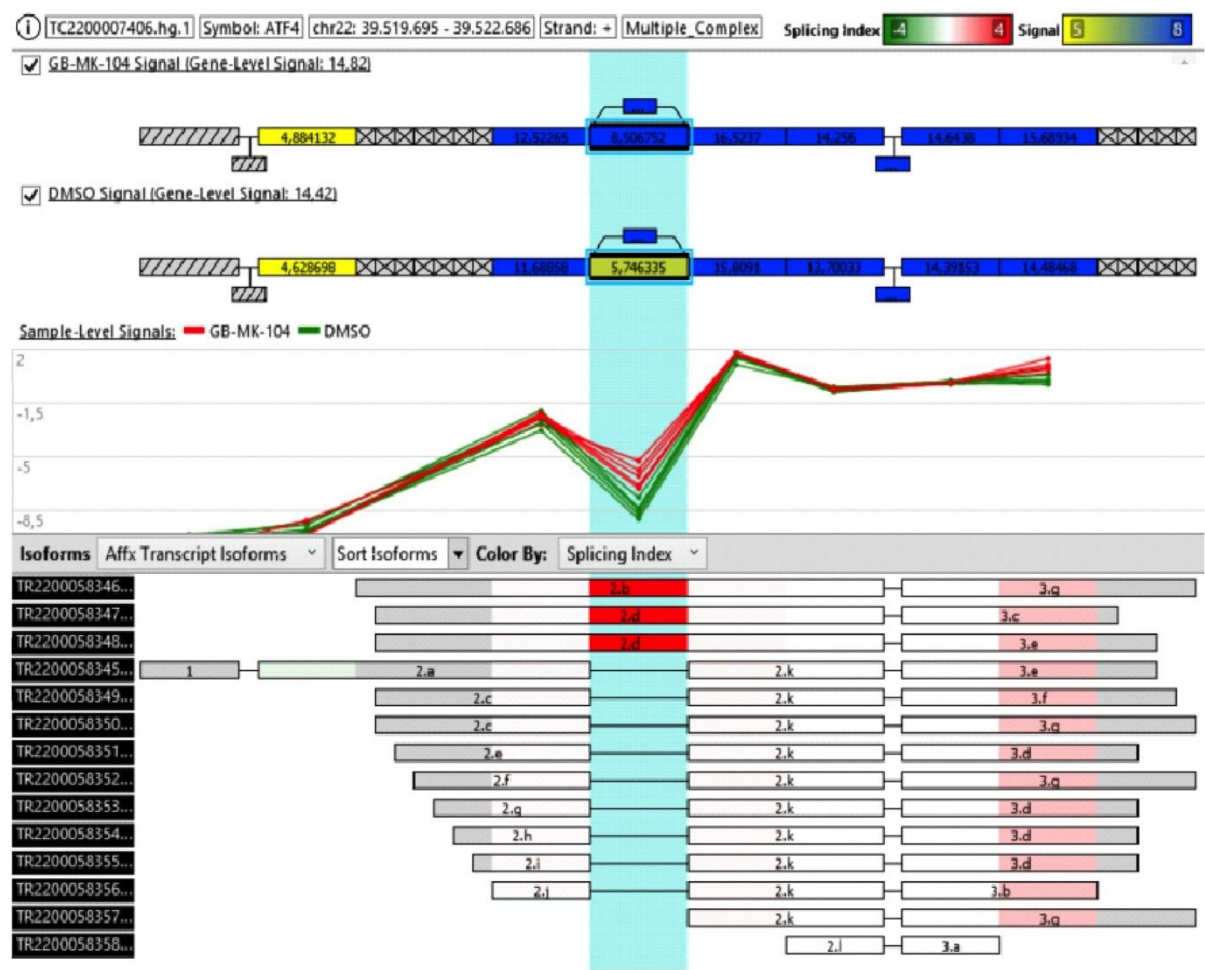 i TC2200007406.hg.1 Symbol: ATF4 chr22: 39.519.695 - 39.522.686 Strand: + Multiple_Complex Splicing Index -4 4 Signal 5 8
GB-MK-104 Signal (Gene-Level Signal: 14,82)
...
4,884132 12,52265 8,506752 16,5237 14,256 14,6438 15,68934
...
DMSO Signal (Gene-Level Signal: 14,42)
...
4,628698 11,68858 5,746335 15,8091 13,70033 14,39153 14,48468
...
Sample-Level Signals: GB-MK-104 DMSO
2
-1,5
-5
-8,5
Isoforms Affx Transcript Isoforms Sort Isoforms Color By: Splicing Index
TR2200058346... 2.b 3.g
TR2200058347... 2.d 3.c
TR2200058348... 2.d 3.e
TR2200058345... 1 2.a 2.k 3.e
TR2200058349... 2.c 2.k 3.f
TR2200058350... 2.c 2.k 3.g
TR2200058351... 2.e 2.k 3.d
TR2200058352... 2.f 2.k 3.g
TR2200058353... 2.g 2.k 3.d
TR2200058354... 2.h 2.k 3.d
TR2200058355... 2.i 2.k 3.d
TR2200058356... 2.j 2.k 3.b
TR2200058357... 2.k 3.g
TR2200058358... 2.l 3.a